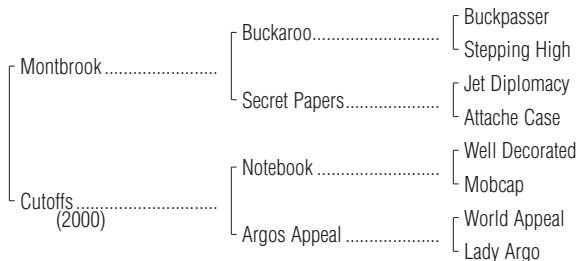 Buckpasser
Buckaroo
Stepping High
Montbrook
Jet Diplomacy
Secret Papers
Attache Case
Well Decorated
Notebook
Mobcap
Cutoffs
(2000)
World Appeal
Argos Appeal
Lady Argo